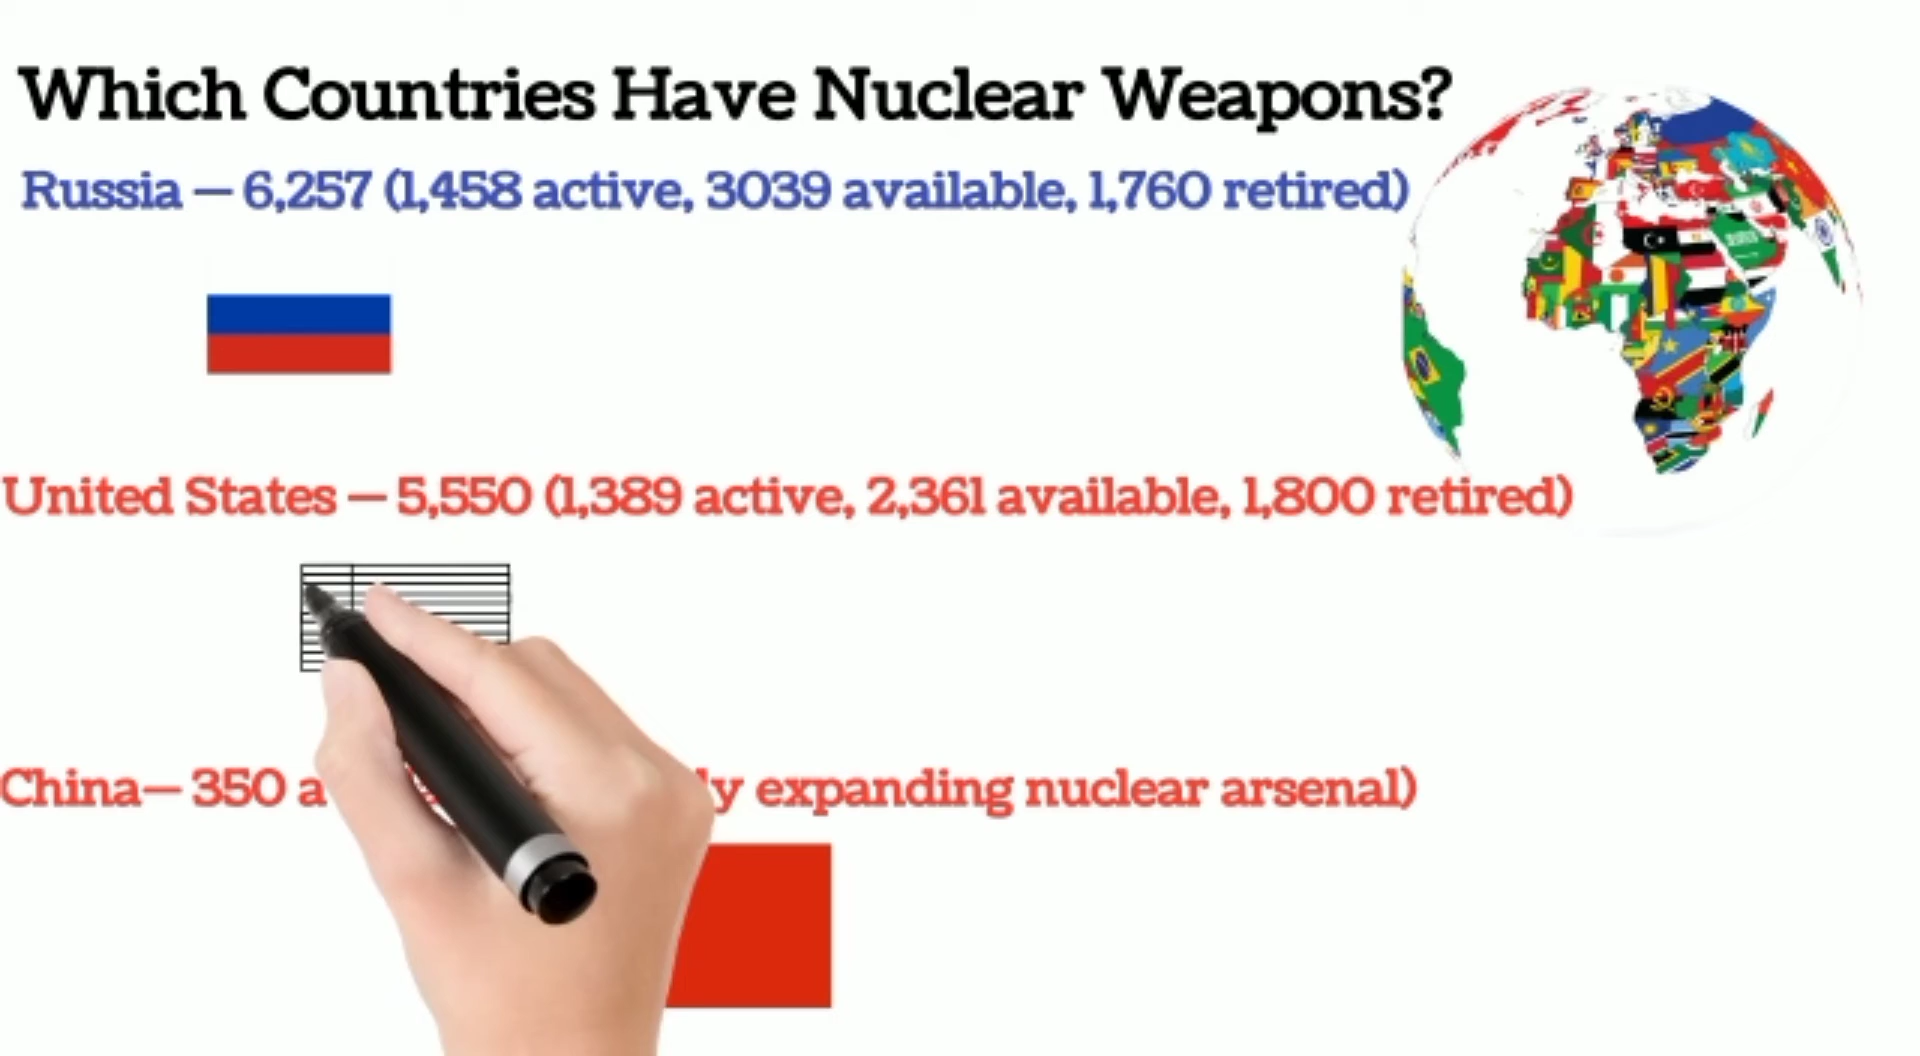 Which Countries Have Nuclear Weapons?
Russia — 6,257 (1,458 active, 3039 available, 1,760 retired)
United States — 5,550 (1,389 active, 2,361 available, 1,800 retired)
China— 350 expanding nuclear arsenal)